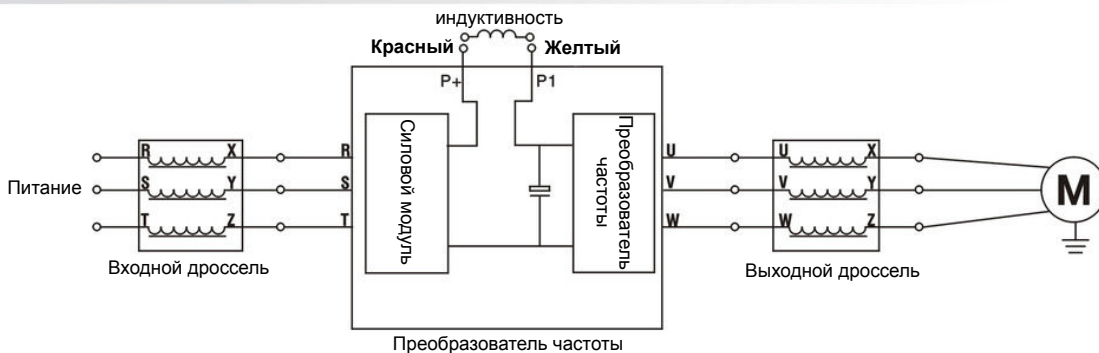 индуктивность
Красный Желтый
P+ P1
Силовой модуль
Преобразователь
частоты
R X R U U X
Питание S Y S V V Y M
T Z T W W Z
Входной дроссель Выходной дроссель
Преобразователь частоты